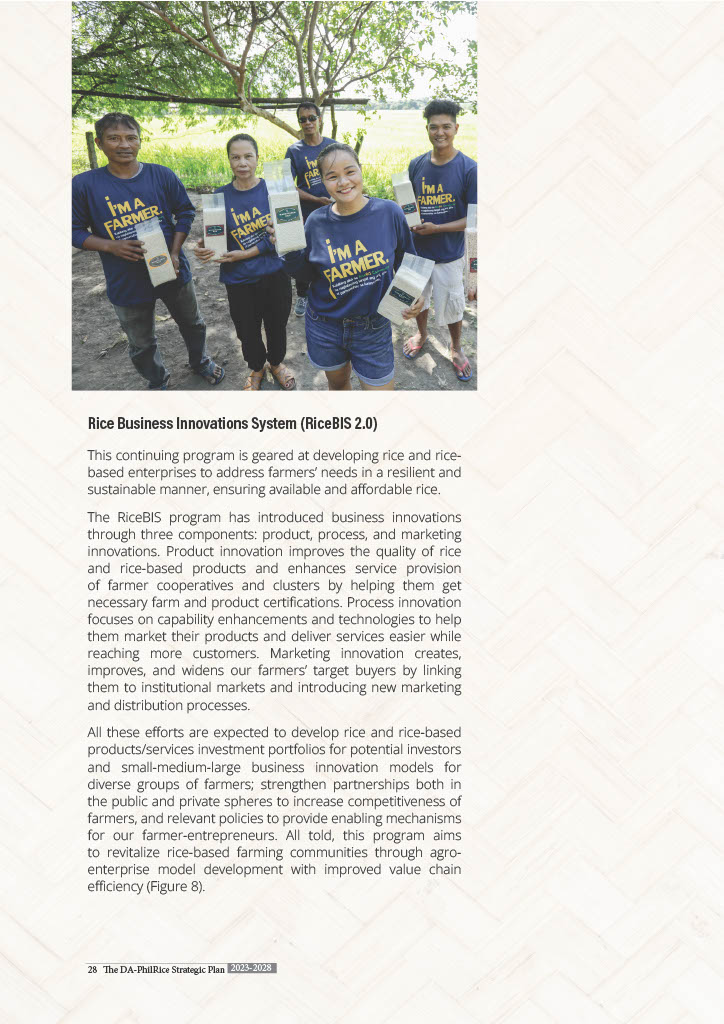 I'M A
FARMER.
I'M A
FARMER.
I'M A
FARMER.
I'M A
FARMER.
Rice Business Innovations System (RiceBIS 2.0)
This continuing program is geared at developing rice and rice-
based enterprises to address farmers' needs in a resilient and
sustainable manner, ensuring available and affordable rice.
The RiceBIS program has introduced business innovations
through three components: product, process, and marketing
innovations. Product innovation improves the quality of rice
and rice-based products and enhances service provision
of farmer cooperatives and clusters by helping them get
necessary farm and product certifications. Process innovation
focuses on capability enhancements and technologies to help
them market their products and deliver services easier while
reaching more customers. Marketing innovation creates,
improves, and widens our farmers' target buyers by linking
them to institutional markets and introducing new marketing
and distribution processes.
All these efforts are expected to develop rice and rice-based
products/services investment portfolios for potential investors
and small-medium-large business innovation models for
diverse groups of farmers; strengthen partnerships both in
the public and private spheres to increase competitiveness of
farmers, and relevant policies to provide enabling mechanisms
for our farmer-entrepreneurs. All told, this program aims
to revitalize rice-based farming communities through agro-
enterprise model development with improved value chain
efficiency (Figure 8).
28 The DA-PhilRice Strategic Plan 2023-2028